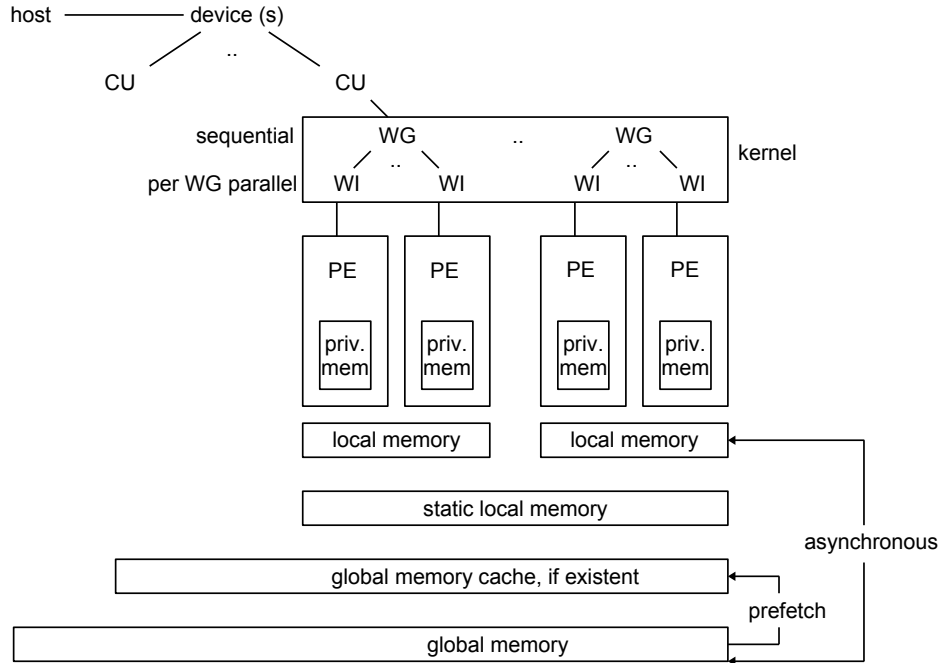 host device (s)
..
CU CU
sequential WG .. WG
kernel
.. ..
per WG parallel WI WI WI WI
PE PE PE PE
priv. priv. priv. priv.
mem mem mem mem
local memory local memory
static local memory
asynchronous
global memory cache, if existent
prefetch
global memory